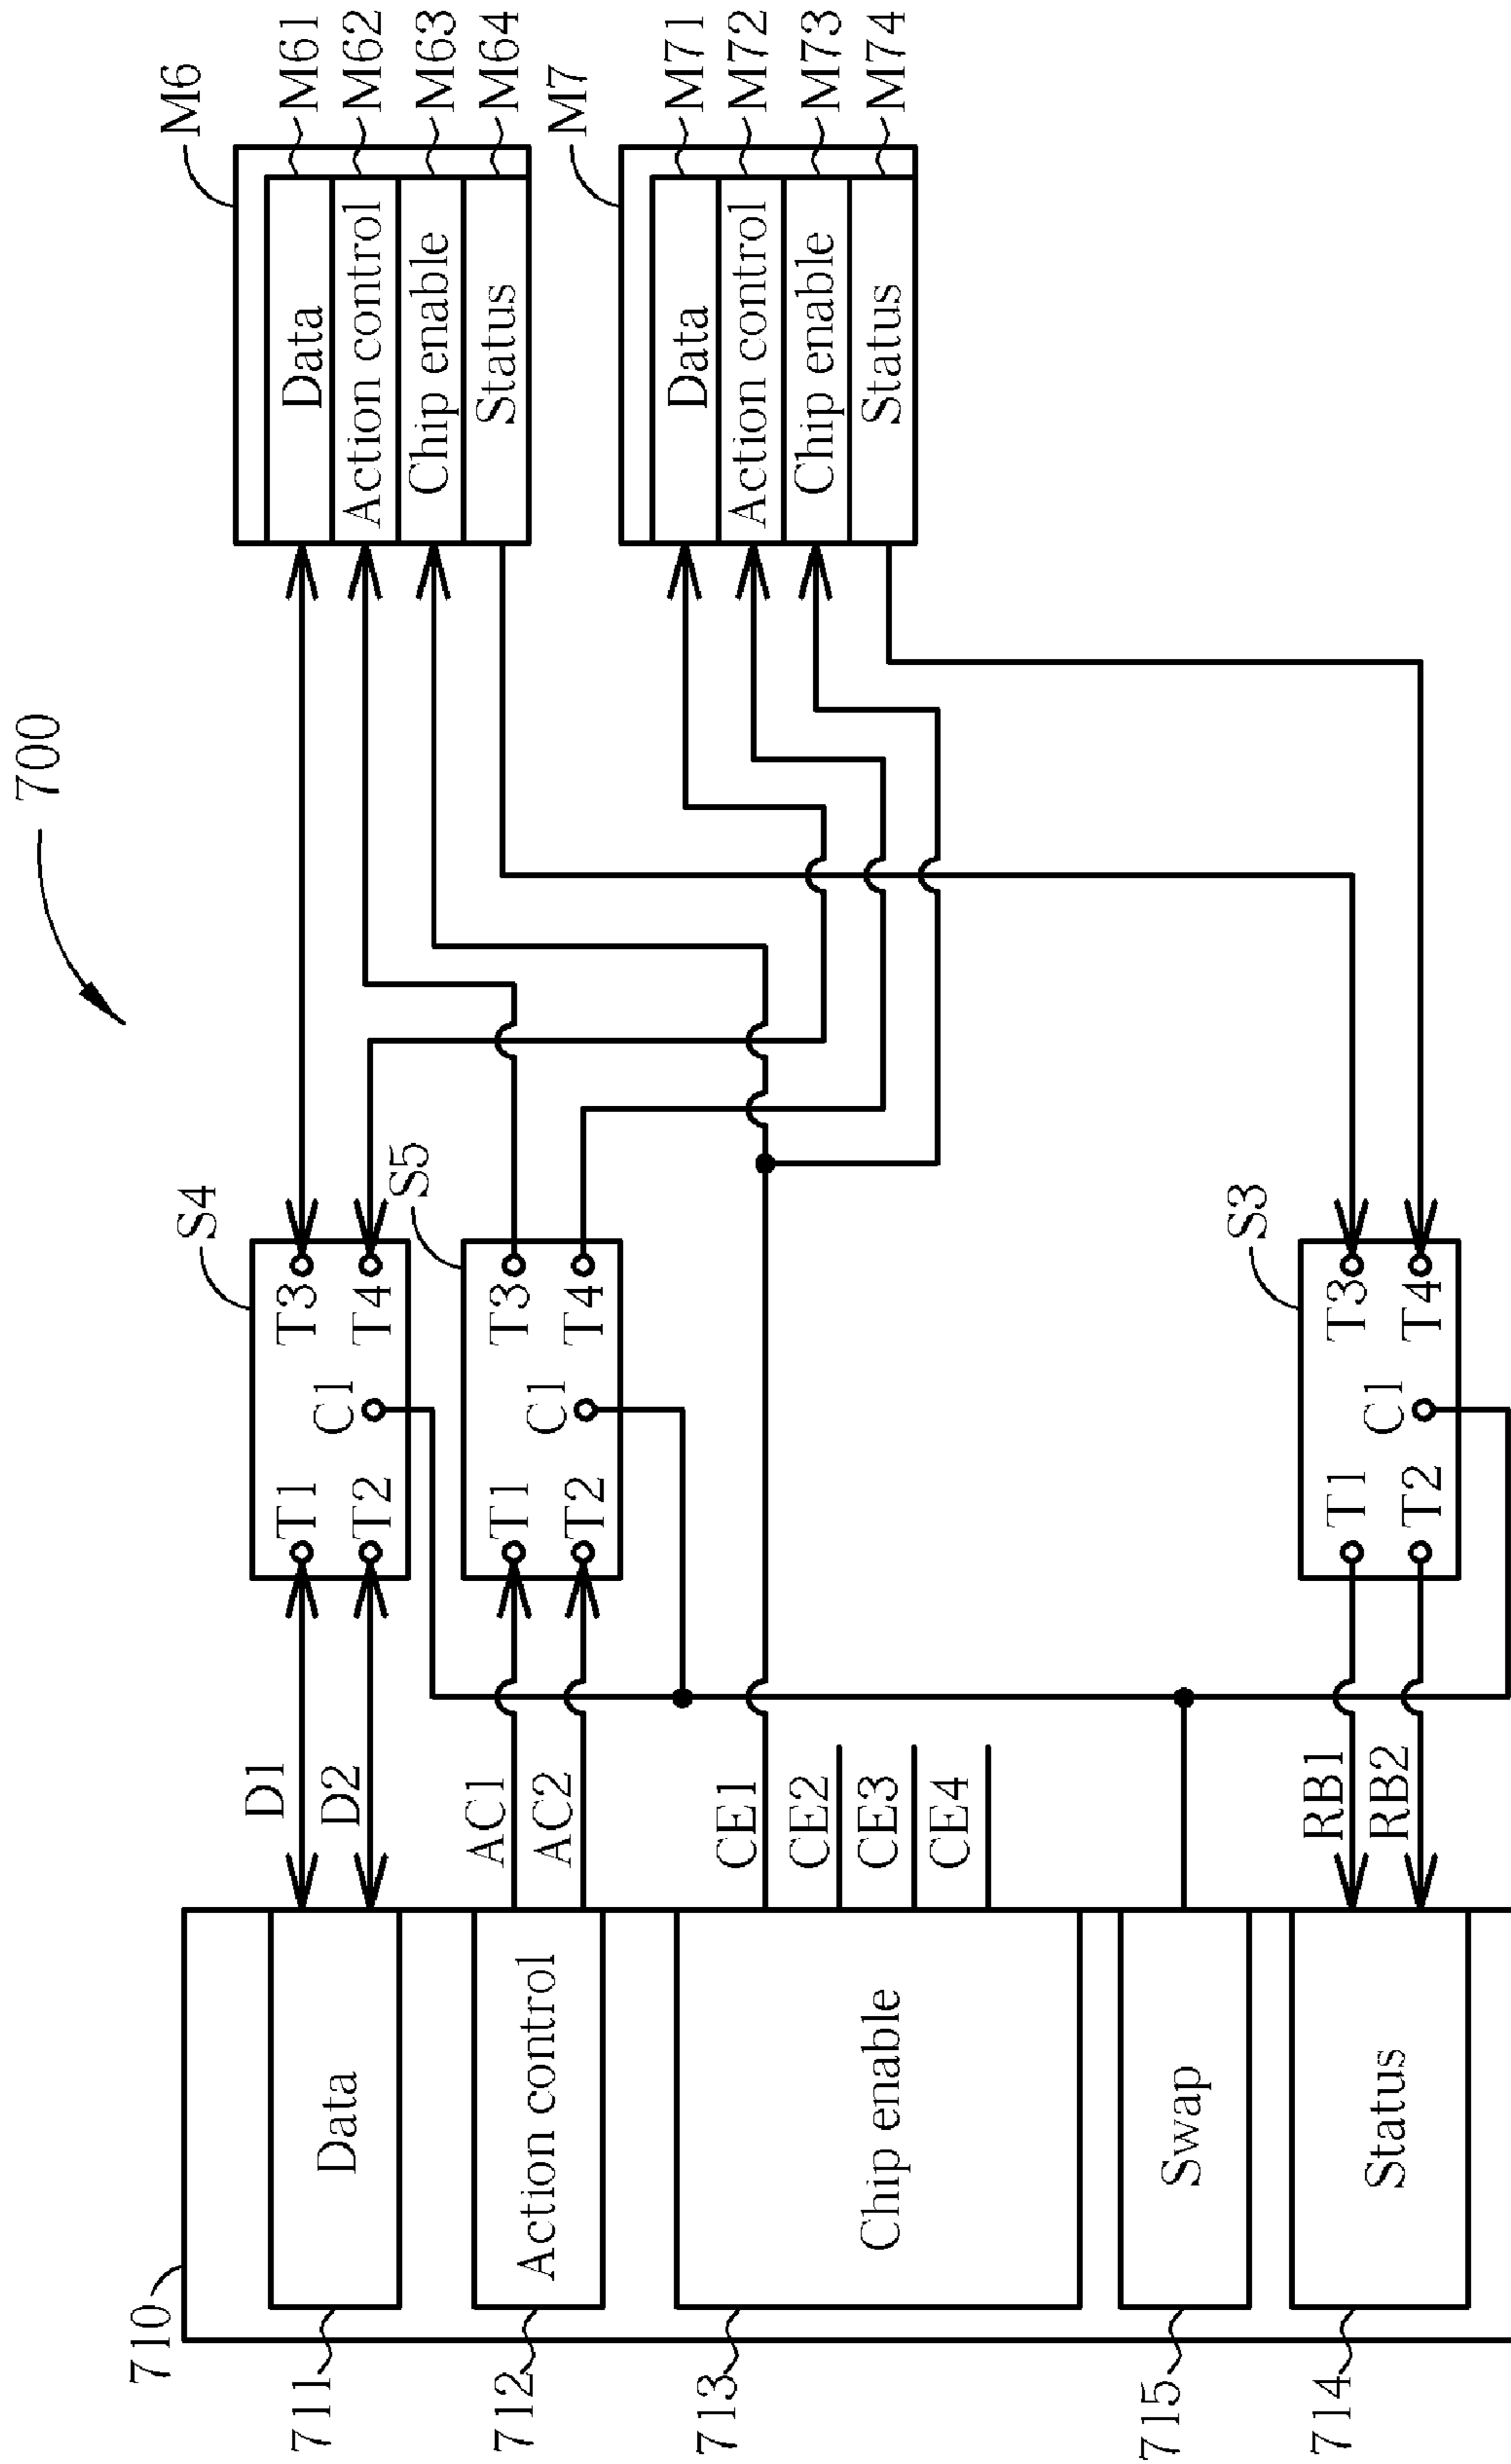 700
710
711
Data
712
Action control
713
Chip enable
715
Swap
714
Status
D1
D2
AC1
AC2
CE1
CE2
CE3
CE4
RB1
RB2
S4
T1
T2
C1
T3
T4
S5
T1
T2
C1
T3
T4
S3
T1
T2
C1
T3
T4
M6
Data
Action control
Chip enable
Status
M61
M62
M63
M64
M7
Data
Action control
Chip enable
Status
M71
M72
M73
M74